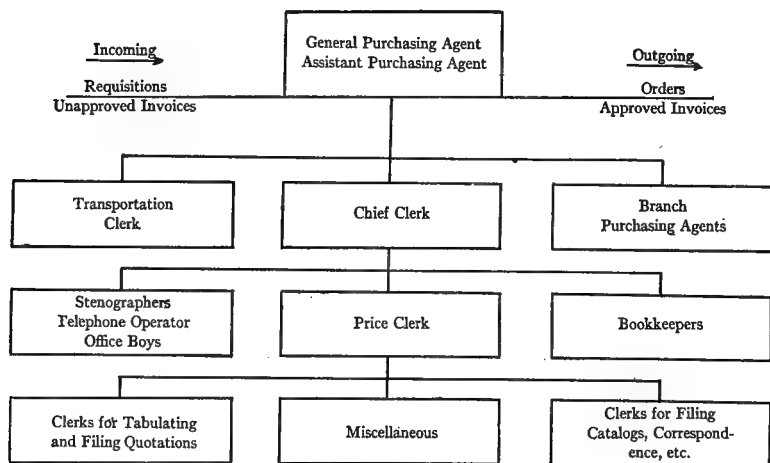 Incoming
Requisitions
Unapproved Invoices
General Purchasing Agent
Assistant Purchasing Agent
Outgoing
Orders
Approved Invoices
Transportation
Clerk
Chief Clerk
Branch
Purchasing Agents
Stenographers
Telephone Operator
Office Boys
Price Clerk
Bookkeepers
Clerks for Tabulating
and Filing Quotations
Miscellaneous
Clerks for Filing
Catalogs, Correspond-
ence, etc.